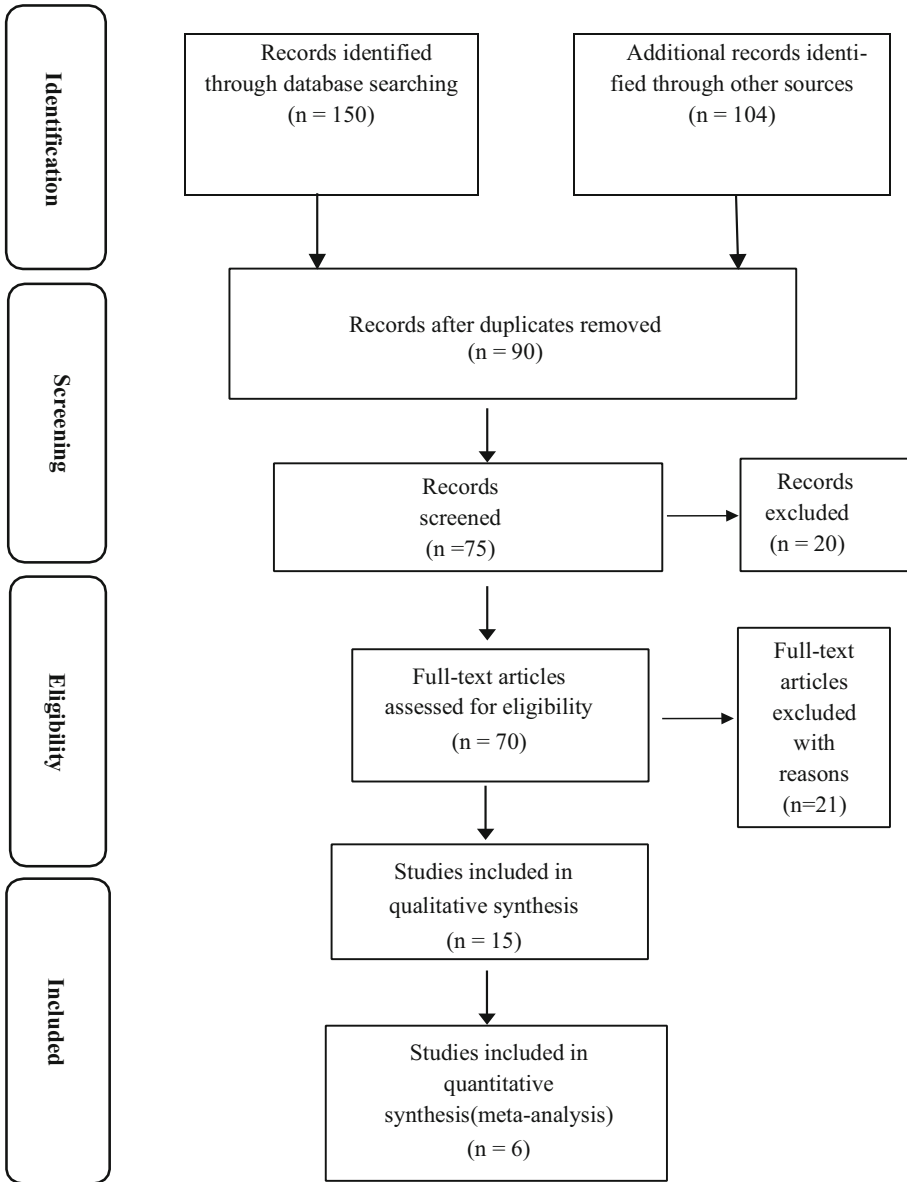 Identification
Records identified
through database searching
(n = 150)
Additional records identi-
fied through other sources
(n = 104)
Screening
Records after duplicates removed
(n = 90)
Records
screened
(n =75)
Records
excluded
(n = 20)
Eligibility
Full-text articles
assessed for eligibility
(n = 70)
Full-text
articles
excluded
with
reasons
(n=21)
Included
Studies included in
qualitative synthesis
(n = 15)
Studies included in
quantitative
synthesis(meta-analysis)
(n = 6)